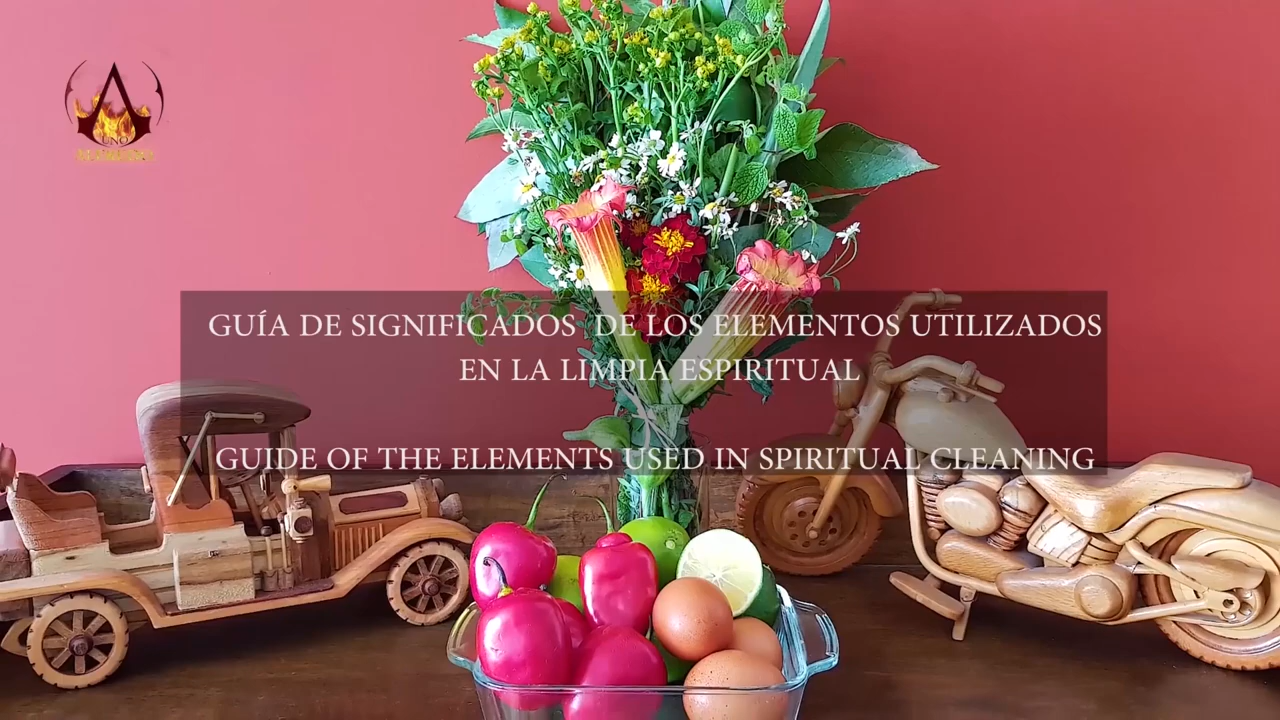 UNO
GUÍA DE SIGNIFICADOS DE LOS ELEMENTOS UTILIZADOS
EN LA LIMPIA ESPIRITUAL
Y
GUIDE OF THE ELEMENTS USED IN SPIRITUAL CLEANING